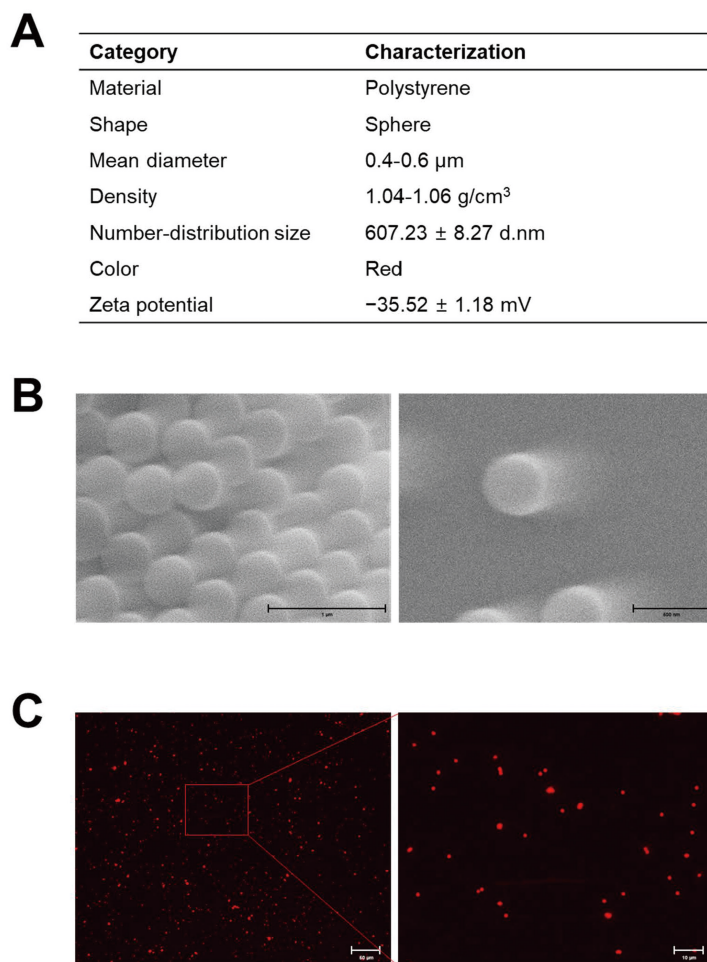 A
Category Characterization
Material Polystyrene
Shape Sphere
Mean diameter 0.4-0.6 µm
Density 1.04-1.06 g/cm³
Number-distribution size 607.23 ± 8.27 d.nm
Color Red
Zeta potential −35.52 ± 1.18 mV
B
1 µm
500 nm
C
50 µm
10 µm